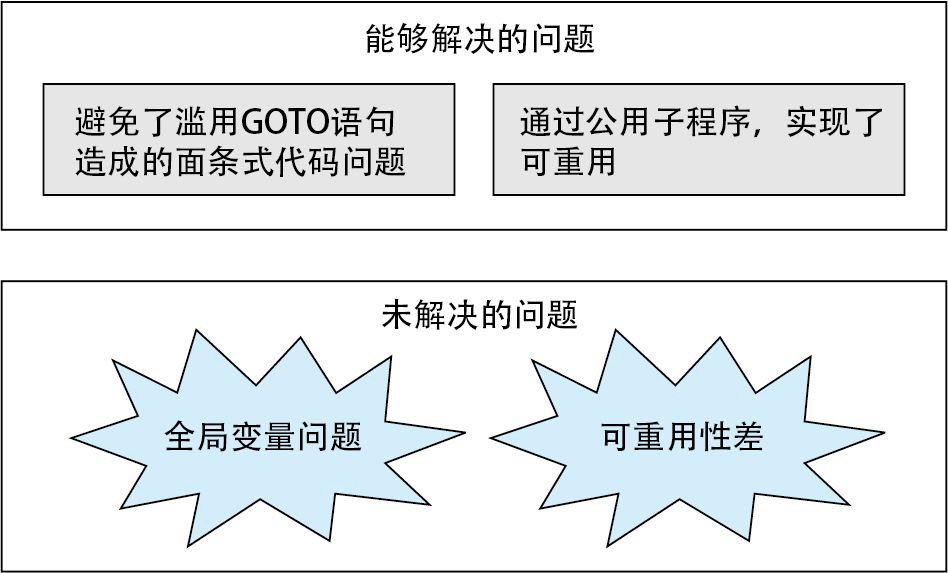 能够解决的问题
避免了滥用GOTO语句
造成的面条式代码问题
通过公用子程序，实现了
可重用
未解决的问题
全局变量问题
可重用性差